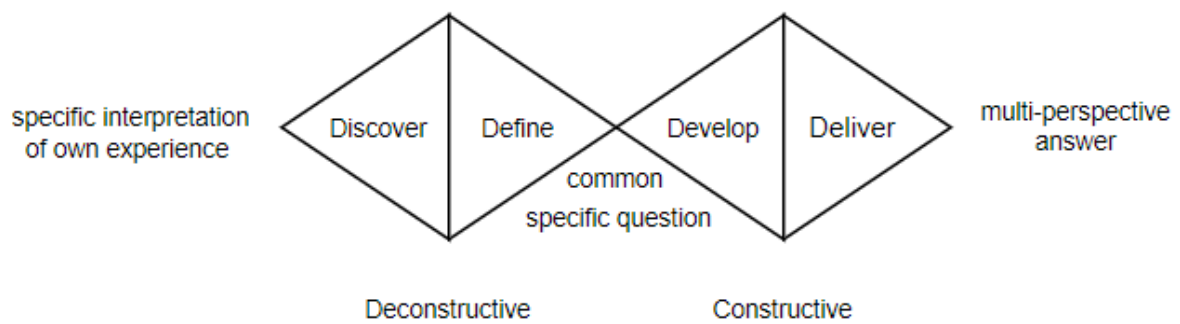 specific interpretation
of own experience
Discover
Define
Develop
Deliver
common
specific question
multi-perspective
answer
Deconstructive
Constructive